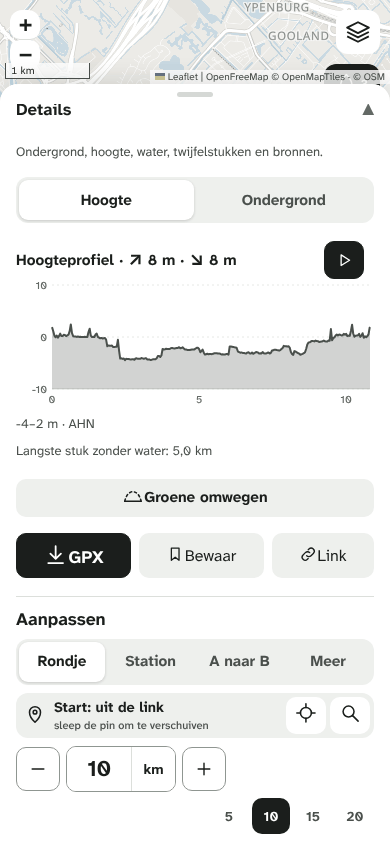 YPENBURG
GOOLAND
+
−
1 km
Leaflet | OpenFreeMap © OpenMapTiles · © OSM
Details
Ondergrond, hoogte, water, twijfelstukken en bronnen.
Hoogte Ondergrond
Hoogteprofiel · ↗ 8 m · ↘ 8 m
10
0
-10
0 5 10
-4–2 m · AHN
Langste stuk zonder water: 5,0 km
Groene omwegen
GPX Bewaar Link
Aanpassen
Rondje Station A naar B Meer
Start: uit de link
sleep de pin om te verschuiven
− 10 km +
5 10 15 20